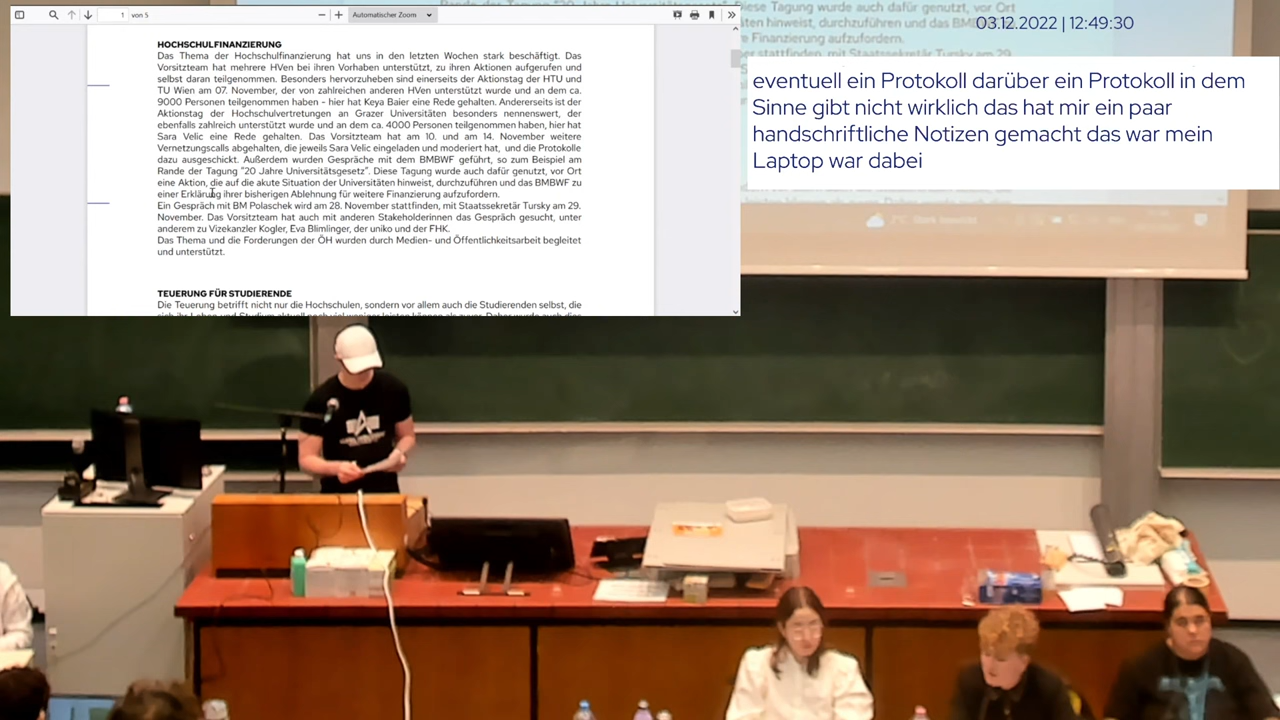 1 von 5
Automatischer Zoom
HOCHSCHULFINANZIERUNG
Das Thema der Hochschulfinanzierung hat uns in den letzten Wochen stark beschäftigt. Das
Vorsitzteam hat mehrere HVen bei ihren Vorhaben unterstützt, zu ihren Aktionen aufgerufen und
selbst daran teilgenommen. Besonders hervorzuheben sind einerseits der Aktionstag der HTU und
TU Wien am 07. November, der von zahlreichen anderen HVen unterstützt wurde und an dem ca.
9000 Personen teilgenommen haben - hier hat Keya Baier eine Rede gehalten. Andererseits ist der
Aktionstag der Hochschulvertretungen an Grazer Universitäten besonders nennenswert, der
ebenfalls zahlreich unterstützt wurde und an dem ca. 4000 Personen teilgenommen haben, hier hat
Sara Velic eine Rede gehalten. Das Vorsitzteam hat am 10. und am 14. November weitere
Vernetzungscalls abgehalten, die jeweils Sara Velic eingeladen und moderiert hat, und die Protokolle
dazu ausgeschickt. Außerdem wurden Gespräche mit dem BMBWF geführt, so zum Beispiel am
Rande der Tagung "20 Jahre Universitätsgesetz". Diese Tagung wurde auch dafür genutzt, vor Ort
eine Aktion, die auf die akute Situation der Universitäten hinweist, durchzuführen und das BMBWF zu
einer Erklärung ihrer bisherigen Ablehnung für weitere Finanzierung aufzufordern.
Ein Gespräch mit BM Polaschek wird am 28. November stattfinden, mit Staatssekretär Tursky am 29.
November. Das Vorsitzteam hat auch mit anderen Stakeholderinnen das Gespräch gesucht, unter
anderem zu Vizekanzler Kogler, Eva Blimlinger, der uniko und der FHK.
Das Thema und die Forderungen der ÖH wurden durch Medien- und Öffentlichkeitsarbeit begleitet
und unterstützt.
TEUERUNG FÜR STUDIERENDE
Die Teuerung betrifft nicht nur die Hochschulen, sondern vor allem auch die Studierenden selbst, die
Diese Tagung wurde auch dafür genutzt, vor Ort
03.12.2022 | 12:49:30
eventuell ein Protokoll darüber ein Protokoll in dem
Sinne gibt nicht wirklich das hat mir ein paar
handschriftliche Notizen gemacht das war mein
Laptop war dabei